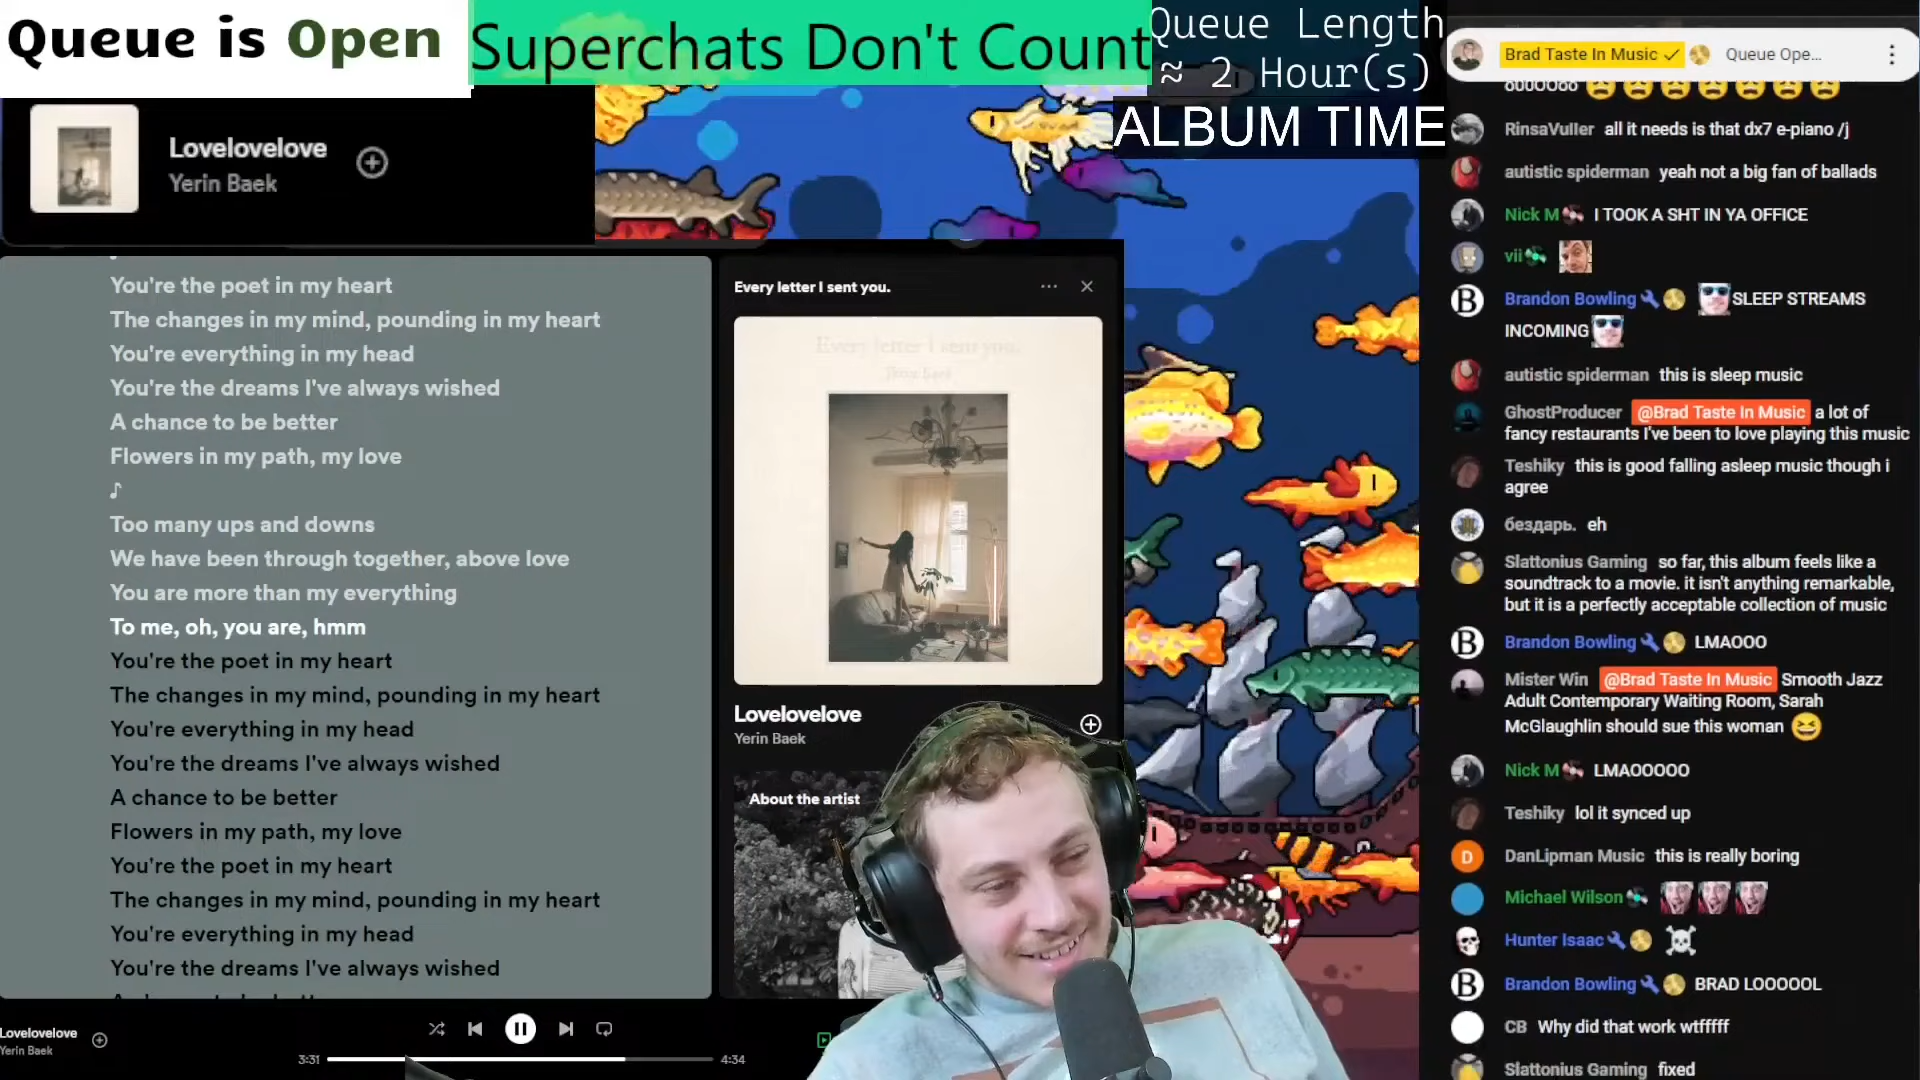 Queue is Open
Superchats Don't Count
Queue Length
≈ 2 Hour(s)
ALBUM TIME
Lovelovelove
Yerin Baek
You're the poet in my heart
The changes in my mind, pounding in my heart
You're everything in my head
You're the dreams I've always wished
A chance to be better
Flowers in my path, my love
♪
Too many ups and downs
We have been through together, above love
You are more than my everything
To me, oh, you are, hmm
You're the poet in my heart
The changes in my mind, pounding in my heart
You're everything in my head
You're the dreams I've always wished
A chance to be better
Flowers in my path, my love
You're the poet in my heart
The changes in my mind, pounding in my heart
You're everything in my head
You're the dreams I've always wished
Every letter I sent you.
Every letter I sent you.
Yerin Baek
Lovelovelove
Yerin Baek
About the artist
Lovelovelove
Yerin Baek
3:31
4:34
Brad Taste In Music ✓ Queue Ope...
RinsaVuller all it needs is that dx7 e-piano /j
autistic spiderman yeah not a big fan of ballads
Nick M I TOOK A SHT IN YA OFFICE
vii
B Brandon Bowling SLEEP STREAMS
INCOMING
autistic spiderman this is sleep music
GhostProducer @Brad Taste In Music a lot of
fancy restaurants I've been to love playing this music
Teshiky this is good falling asleep music though i
agree
бездарь. eh
Slattonius Gaming so far, this album feels like a
soundtrack to a movie. it isn't anything remarkable,
but it is a perfectly acceptable collection of music
B Brandon Bowling LMAOOO
Mister Win @Brad Taste In Music Smooth Jazz
Adult Contemporary Waiting Room, Sarah
McGlaughlin should sue this woman
Nick M LMAOOOOO
Teshiky lol it synced up
D DanLipman Music this is really boring
Michael Wilson
Hunter Isaac
B Brandon Bowling BRAD LOOOOOL
CB Why did that work wtfffff
Slattonius Gaming fixed